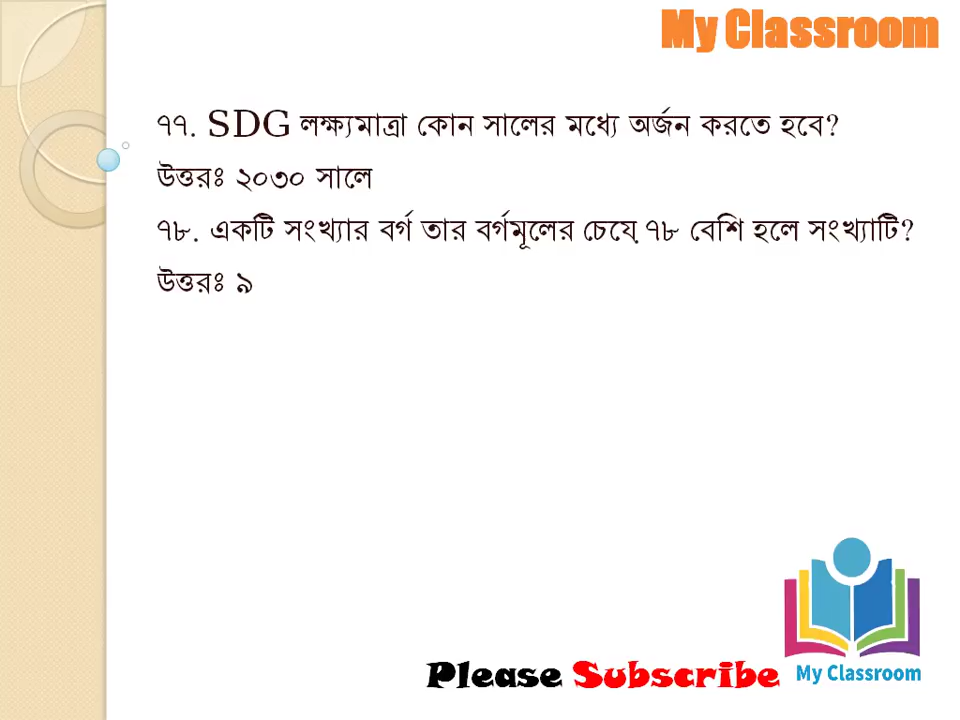 My Classroom
৭৭. SDG লক্ষ্যমাত্রা কোন সালের মধ্যে অর্জন করতে হবে?
উত্তরঃ ২০৩০ সালে
৭৮. একটি সংখ্যার বর্গ তার বর্গমূলের চেয়ে ৭৮ বেশি হলে সংখ্যাটি?
উত্তরঃ ৯
Please Subscribe
My Classroom